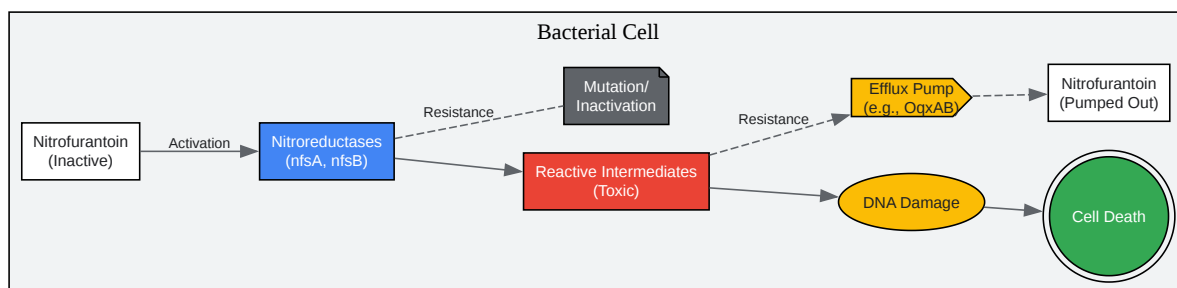 Bacterial Cell
Nitrofurantoin
(Inactive)
Activation
Nitroreductases
(nfsA, nfsB)
Resistance
Mutation/
Inactivation
Reactive Intermediates
(Toxic)
Resistance
Efflux Pump
(e.g., OqxAB)
Nitrofurantoin
(Pumped Out)
DNA Damage
Cell Death